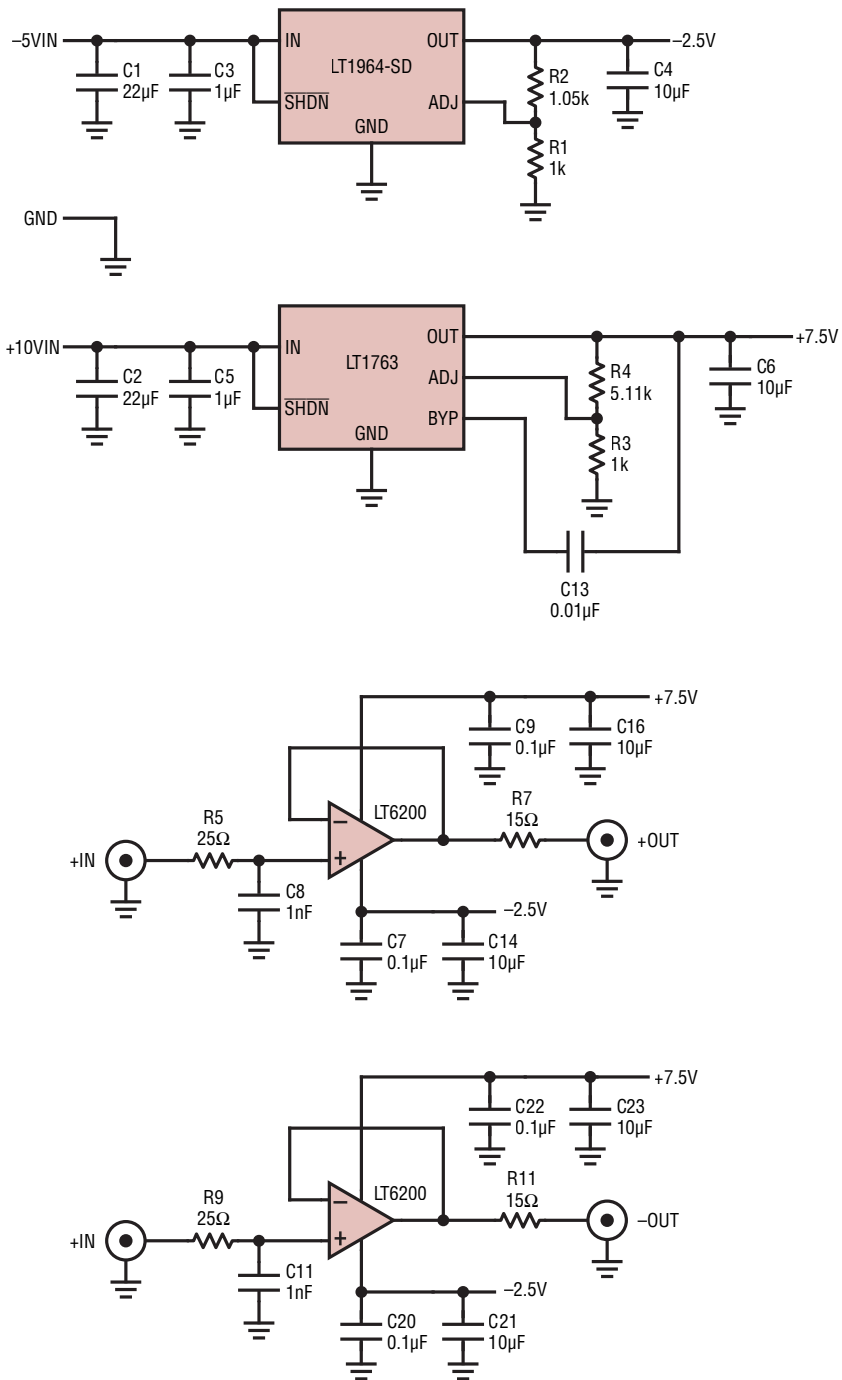 –5VIN
C1
22µF
C3
1µF
IN
SHDN
LT1964-SD
GND
OUT
ADJ
–2.5V
R2
1.05k
R1
1k
C4
10µF
GND
+10VIN
C2
22µF
C5
1µF
IN
SHDN
LT1763
GND
OUT
ADJ
BYP
+7.5V
R4
5.11k
R3
1k
C6
10µF
C13
0.01µF
+7.5V
C9
0.1µF
C16
10µF
+IN
R5
25Ω
C8
1nF
–
+
LT6200
R7
15Ω
+OUT
–2.5V
C7
0.1µF
C14
10µF
+7.5V
C22
0.1µF
C23
10µF
+IN
R9
25Ω
C11
1nF
–
+
LT6200
R11
15Ω
–OUT
–2.5V
C20
0.1µF
C21
10µF